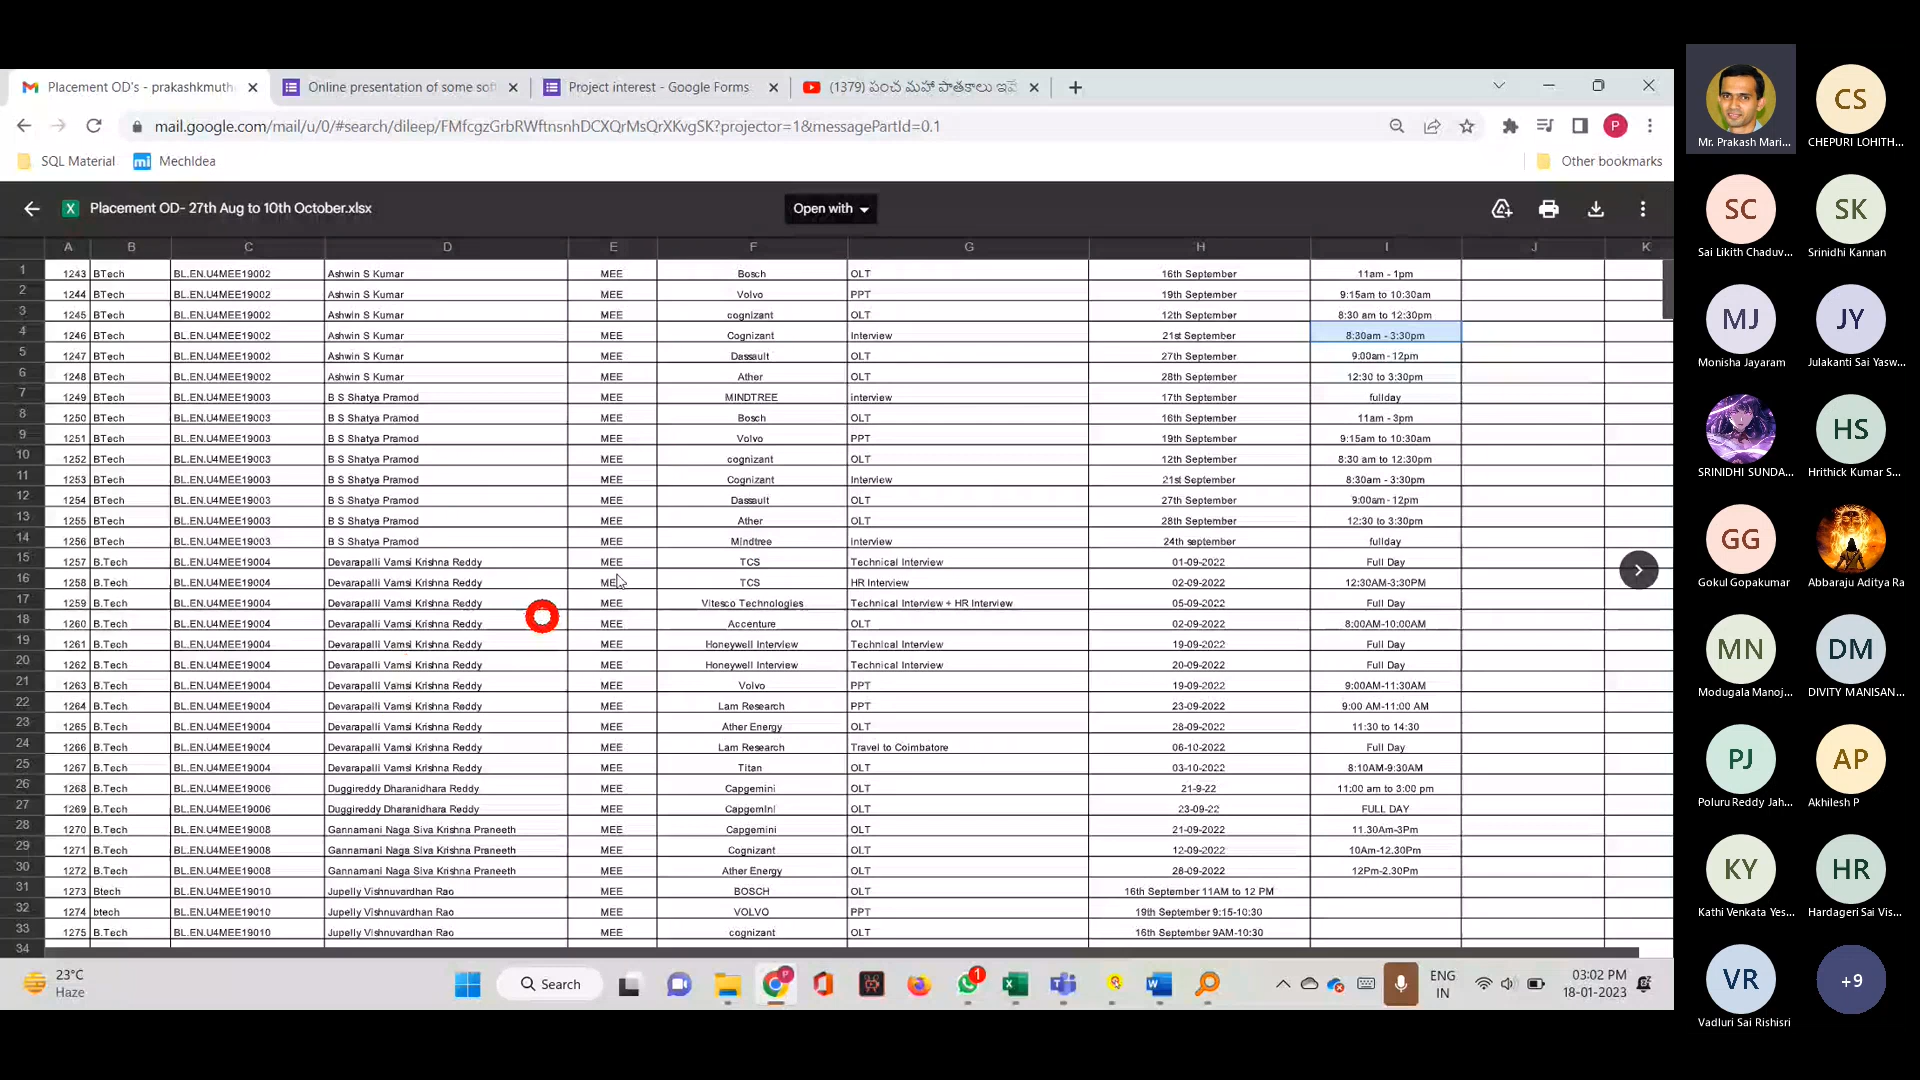 Placement OD's - prakashkmuth
Online presentation of some sof
Project interest - Google Forms
(1379) పంచ మహా పాతకాలు ఇవే
mail.google.com/mail/u/0/#search/dileep/FMfcgzGrbRWftnsnhDCXQrMsQrXKvgSK?projector=1&messagePartId=0.1
P
SQL Material
MechIdea
Other bookmarks
Placement OD- 27th Aug to 10th October.xlsx
Open with
A B C D E F G H I J K
1 1243 BTech BL.EN.U4MEE19002 Ashwin S Kumar MEE Bosch OLT 16th September 11am - 1pm
2 1244 BTech BL.EN.U4MEE19002 Ashwin S Kumar MEE Volvo PPT 19th September 9:15am to 10:30am
3 1245 BTech BL.EN.U4MEE19002 Ashwin S Kumar MEE cognizant OLT 12th September 8:30 am to 12:30pm
4 1246 BTech BL.EN.U4MEE19002 Ashwin S Kumar MEE Cognizant Interview 21st September 8:30am - 3:30pm
5 1247 BTech BL.EN.U4MEE19002 Ashwin S Kumar MEE Dassault OLT 27th September 9:00am - 12pm
6 1248 BTech BL.EN.U4MEE19002 Ashwin S Kumar MEE Ather OLT 28th September 12:30 to 3:30pm
7 1249 BTech BL.EN.U4MEE19003 B S Shatya Pramod MEE MINDTREE interview 17th September fullday
8 1250 BTech BL.EN.U4MEE19003 B S Shatya Pramod MEE Bosch OLT 16th September 11am - 3pm
9 1251 BTech BL.EN.U4MEE19003 B S Shatya Pramod MEE Volvo PPT 19th September 9:15am to 10:30am
10 1252 BTech BL.EN.U4MEE19003 B S Shatya Pramod MEE cognizant OLT 12th September 8:30 am to 12:30pm
11 1253 BTech BL.EN.U4MEE19003 B S Shatya Pramod MEE Cognizant Interview 21st September 8:30am - 3:30pm
12 1254 BTech BL.EN.U4MEE19003 B S Shatya Pramod MEE Dassault OLT 27th September 9:00am - 12pm
13 1255 BTech BL.EN.U4MEE19003 B S Shatya Pramod MEE Ather OLT 28th September 12:30 to 3:30pm
14 1256 BTech BL.EN.U4MEE19003 B S Shatya Pramod MEE Mindtree Interview 24th september fullday
15 1257 B.Tech BL.EN.U4MEE19004 Devarapalli Vamsi Krishna Reddy MEE TCS Technical Interview 01-09-2022 Full Day
16 1258 B.Tech BL.EN.U4MEE19004 Devarapalli Vamsi Krishna Reddy MEE TCS HR Interview 02-09-2022 12:30AM-3:30PM
17 1259 B.Tech BL.EN.U4MEE19004 Devarapalli Vamsi Krishna Reddy MEE Vitesco Technologies Technical Interview + HR Interview 05-09-2022 Full Day
18 1260 B.Tech BL.EN.U4MEE19004 Devarapalli Vamsi Krishna Reddy MEE Accenture OLT 02-09-2022 8:00AM-10:00AM
19 1261 B.Tech BL.EN.U4MEE19004 Devarapalli Vamsi Krishna Reddy MEE Honeywell Interview Technical Interview 19-09-2022 Full Day
20 1262 B.Tech BL.EN.U4MEE19004 Devarapalli Vamsi Krishna Reddy MEE Honeywell Interview Technical Interview 20-09-2022 Full Day
21 1263 B.Tech BL.EN.U4MEE19004 Devarapalli Vamsi Krishna Reddy MEE Volvo PPT 19-09-2022 9:00AM-11:30AM
22 1264 B.Tech BL.EN.U4MEE19004 Devarapalli Vamsi Krishna Reddy MEE Lam Research PPT 23-09-2022 9:00 AM-11:00 AM
23 1265 B.Tech BL.EN.U4MEE19004 Devarapalli Vamsi Krishna Reddy MEE Ather Energy OLT 28-09-2022 11:30 to 14:30
24 1266 B.Tech BL.EN.U4MEE19004 Devarapalli Vamsi Krishna Reddy MEE Lam Research Travel to Coimbatore 06-10-2022 Full Day
25 1267 B.Tech BL.EN.U4MEE19004 Devarapalli Vamsi Krishna Reddy MEE Titan OLT 03-10-2022 8:10AM-9:30AM
26 1268 B.Tech BL.EN.U4MEE19006 Duggireddy Dharanidhara Reddy MEE Capgemini OLT 21-9-22 11:00 am to 3:00 pm
27 1269 B.Tech BL.EN.U4MEE19006 Duggireddy Dharanidhara Reddy MEE Capgemini OLT 23-09-22 FULL DAY
28 1270 B.Tech BL.EN.U4MEE19008 Gannamani Naga Siva Krishna Praneeth MEE Capgemini OLT 21-09-2022 11.30Am-3Pm
29 1271 B.Tech BL.EN.U4MEE19008 Gannamani Naga Siva Krishna Praneeth MEE Cognizant OLT 12-09-2022 10Am-12.30Pm
30 1272 B.Tech BL.EN.U4MEE19008 Gannamani Naga Siva Krishna Praneeth MEE Ather Energy OLT 28-09-2022 12Pm-2.30Pm
31 1273 Btech BL.EN.U4MEE19010 Jupelly Vishnuvardhan Rao MEE BOSCH OLT 16th September 11AM to 12 PM
32 1274 btech BL.EN.U4MEE19010 Jupelly Vishnuvardhan Rao MEE VOLVO PPT 19th September 9:15-10:30
33 1275 B.Tech BL.EN.U4MEE19010 Jupelly Vishnuvardhan Rao MEE cognizant OLT 16th September 9AM-10:30
34
23°C
Haze
Search
1
ENG
IN
03:02 PM
18-01-2023
Mr. Prakash Mari...
CS
CHEPURI LOHITH...
SC
Sai Likith Chaduv...
SK
Srinidhi Kannan
MJ
Monisha Jayaram
JY
Julakanti Sai Yasw...
SRINIDHI SUNDA...
HS
Hrithick Kumar S...
GG
Gokul Gopakumar
Abbaraju Aditya Ra
MN
Modugala Manoj...
DM
DIVITY MANISAN...
PJ
Poluru Reddy Jah...
AP
Akhilesh P
KY
Kathi Venkata Yes...
HR
Hardageri Sai Vis...
VR
Vadluri Sai Rishisri
+9